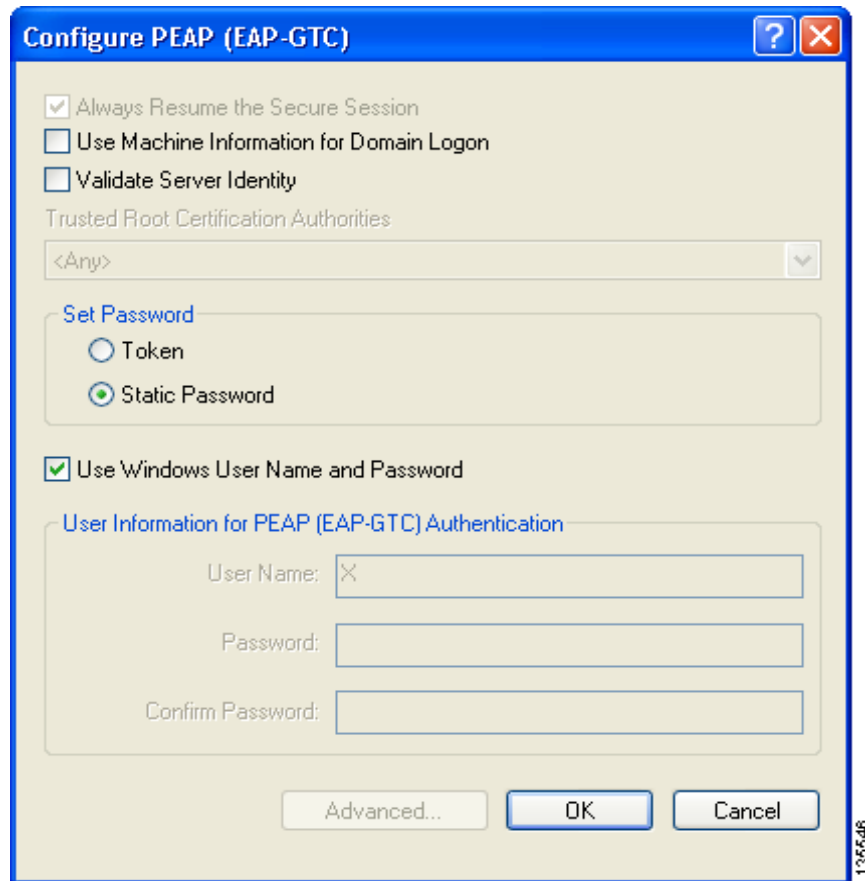 Configure PEAP (EAP-GTC)
Always Resume the Secure Session
Use Machine Information for Domain Logon
Validate Server Identity
Trusted Root Certification Authorities
<Any>
Set Password
Token
Static Password
Use Windows User Name and Password
User Information for PEAP (EAP-GTC) Authentication
User Name: X
Password:
Confirm Password:
Advanced... OK Cancel
135546